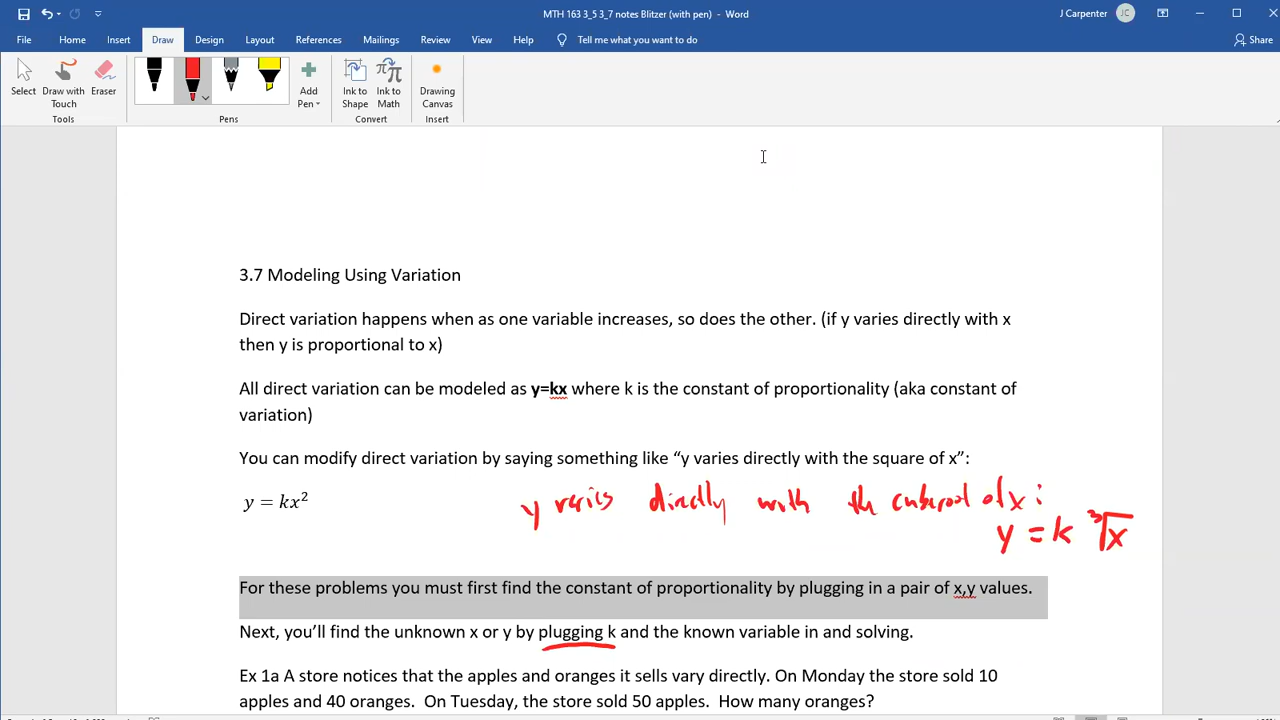 MTH 163 3_5 3_7 notes Blitzer (with pen) - Word
J Carpenter JC
File Home Insert Draw Design Layout References Mailings Review View Help Tell me what you want to do Share
Select Draw with Touch Eraser Add Pen Ink to Shape Ink to Math Drawing Canvas
Tools Pens Convert Insert
3.7 Modeling Using Variation
Direct variation happens when as one variable increases, so does the other. (if y varies directly with x
then y is proportional to x)
All direct variation can be modeled as y=kx where k is the constant of proportionality (aka constant of
variation)
You can modify direct variation by saying something like “y varies directly with the square of x”:
y = kx²
y varies directly with the cuberoot of x :
y = k ∛x
For these problems you must first find the constant of proportionality by plugging in a pair of x,y values.
Next, you’ll find the unknown x or y by plugging k and the known variable in and solving.
Ex 1a A store notices that the apples and oranges it sells vary directly. On Monday the store sold 10
apples and 40 oranges. On Tuesday, the store sold 50 apples. How many oranges?